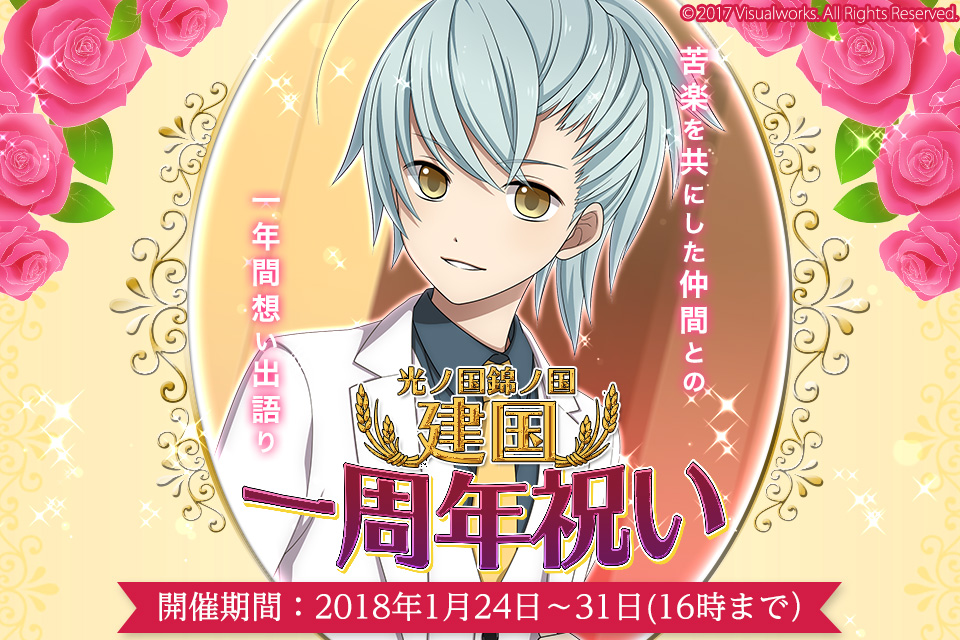 © 2017 Visualworks. All Rights Reserved.
苦楽を共にした仲間との
一年間想い出語り
光ノ国錦ノ国
建国
一周年祝い
開催期間：2018年1月24日～31日(16時まで)